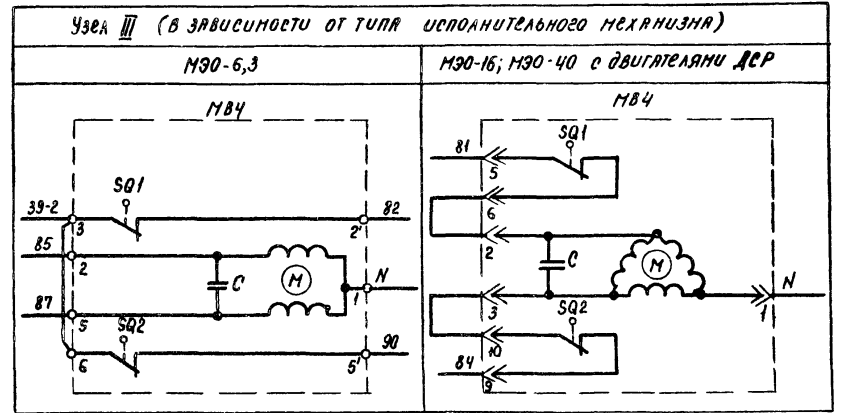 Узел III (в зависимости от типа исполнительного механизма)
МЭО-6,3
МЭО-16; МЭО-40 с двигателями ДСР
МВ4
SQ1
39-2
3
2'
82
85
2
C
М
1
N
87
5
SQ2
6
5'
90
МВ4
81
5
SQ1
6
2
C
М
3
1
N
10
SQ2
84
9